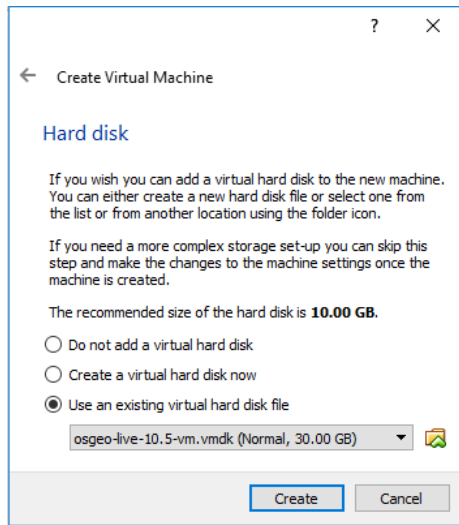 ?
Create Virtual Machine
Hard disk
If you wish you can add a virtual hard disk to the new machine.
You can either create a new hard disk file or select one from
the list or from another location using the folder icon.
If you need a more complex storage set-up you can skip this
step and make the changes to the machine settings once the
machine is created.
The recommended size of the hard disk is 10.00 GB.
Do not add a virtual hard disk
Create a virtual hard disk now
Use an existing virtual hard disk file
osgeo-live-10.5-vm.vmdk (Normal, 30.00 GB)
Create Cancel